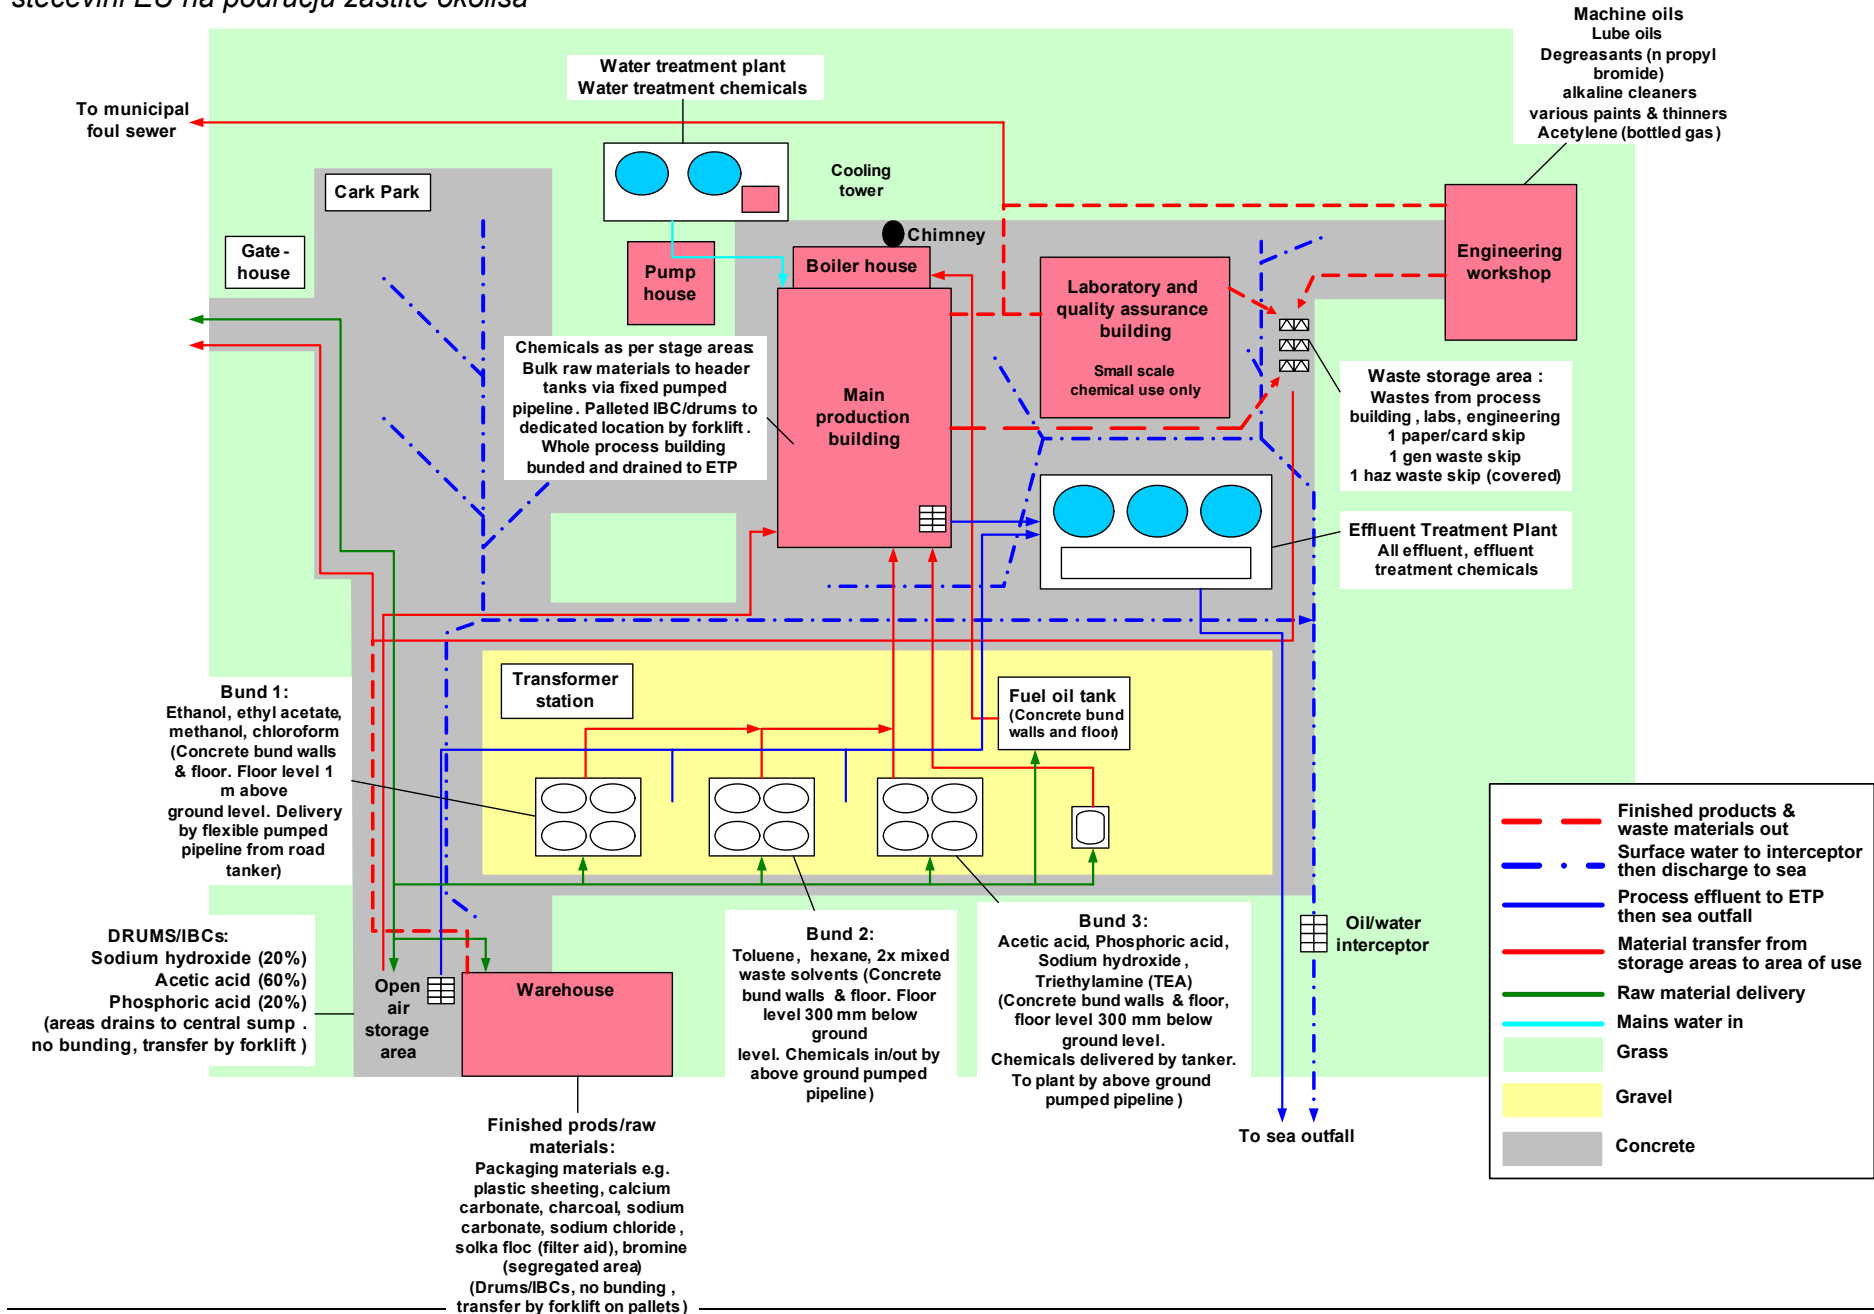 stečevini EU na području zaštite okoliša
Machine oils
Lube oils
Degreasants (n propyl
bromide)
alkaline cleaners
various paints & thinners
Acetylene (bottled gas)
Water treatment plant
Water treatment chemicals
To municipal
foul sewer
Cark Park
Cooling
tower
Gate-
house
Chimney
Pump
house
Boiler house
Engineering
workshop
Laboratory and
quality assurance
building
Small scale
chemical use only
Chemicals as per stage areas:
Bulk raw materials to header
tanks via fixed pumped
pipeline. Palleted IBC/drums to
dedicated location by forklift.
Whole process building
bunded and drained to ETP
Main
production
building
Waste storage area :
Wastes from process
building , labs, engineering
1 paper/card skip
1 gen waste skip
1 haz waste skip (covered)
Effluent Treatment Plant
All effluent, effluent
treatment chemicals
Transformer
station
Fuel oil tank
(Concrete bund
walls and floor)
Bund 1:
Ethanol, ethyl acetate,
methanol, chloroform
(Concrete bund walls
& floor. Floor level 1
m above
ground level. Delivery
by flexible pumped
pipeline from road
tanker)
Finished products &
waste materials out
Surface water to interceptor
then discharge to sea
Process effluent to ETP
then sea outfall
Material transfer from
storage areas to area of use
Raw material delivery
Mains water in
Grass
Gravel
Concrete
DRUMS/IBCs:
Sodium hydroxide (20%)
Acetic acid (60%)
Phosphoric acid (20%)
(areas drains to central sump .
no bunding, transfer by forklift )
Open
air
storage
area
Warehouse
Bund 2:
Toluene, hexane, 2x mixed
waste solvents (Concrete
bund walls & floor. Floor
level 300 mm below
ground
level. Chemicals in/out by
above ground pumped
pipeline)
Bund 3:
Acetic acid, Phosphoric acid,
Sodium hydroxide ,
Triethylamine (TEA)
(Concrete bund walls & floor,
floor level 300 mm below
ground level.
Chemicals delivered by tanker.
To plant by above ground
pumped pipeline )
Oil/water
interceptor
To sea outfall
Finished prods/raw
materials:
Packaging materials e.g.
plastic sheeting, calcium
carbonate, charcoal, sodium
carbonate, sodium chloride ,
solka floc (filter aid), bromine
(segregated area)
(Drums/IBCs, no bunding ,
transfer by forklift on pallets)